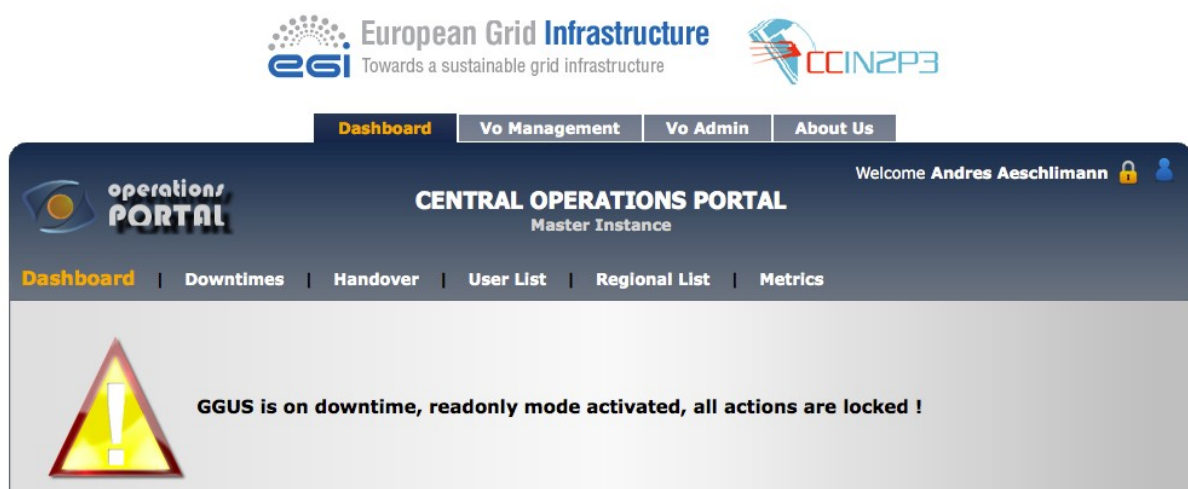 egi
European Grid Infrastructure
Towards a sustainable grid infrastructure
CCIN2P3
Dashboard Vo Management Vo Admin About Us
Welcome Andres Aeschlimann
operations
PORTAL
CENTRAL OPERATIONS PORTAL
Master Instance
Dashboard | Downtimes | Handover | User List | Regional List | Metrics
GGUS is on downtime, readonly mode activated, all actions are locked !